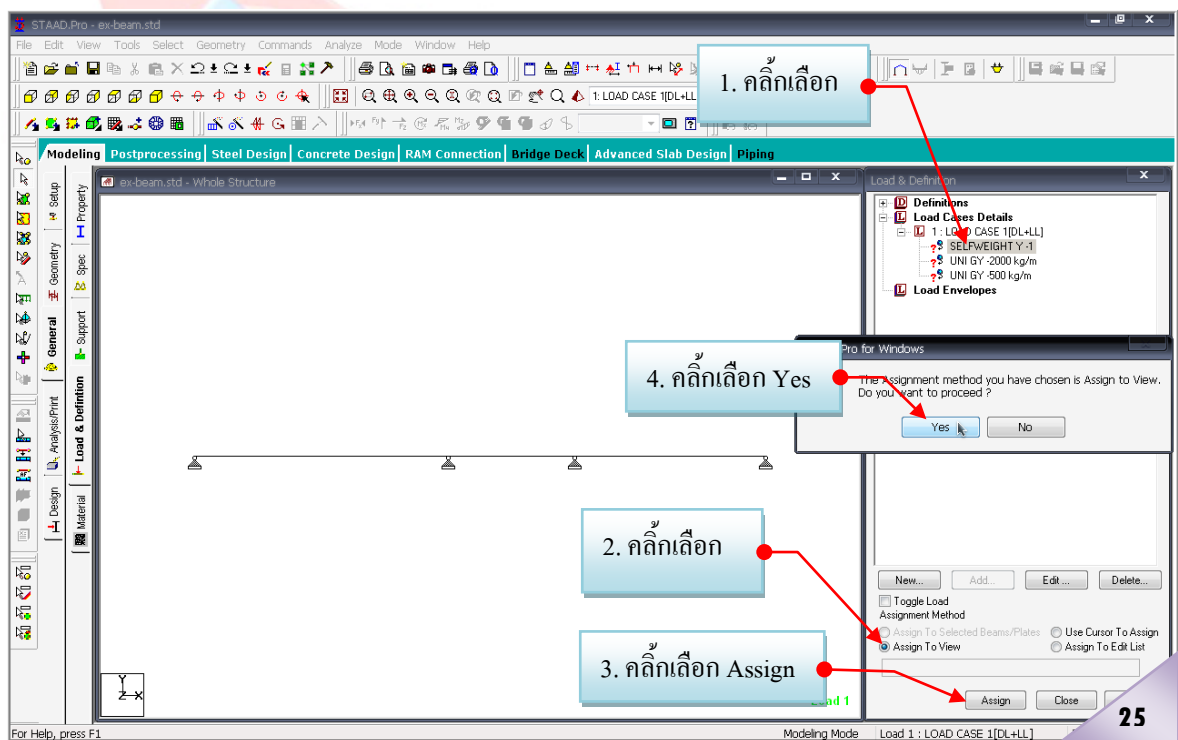 STAAD.Pro - ex-beam.std
File Edit View Tools Select Geometry Commands Analyze Mode Window Help
1: LOAD CASE 1[DL+LL
1. คลิ๊กเลือก
Modeling Postprocessing Steel Design Concrete Design RAM Connection Bridge Deck Advanced Slab Design Piping
Setup
Geometry
General
Analysis/Print
Design
Property
Spec
Support
Load & Definition
Material
ex-beam.std - Whole Structure
Load & Definition
Definitions
Load Cases Details
1 : LOAD CASE 1[DL+LL]
SELFWEIGHT Y -1
UNI GY -2000 kg/m
UNI GY -500 kg/m
Load Envelopes
Pro for Windows
The Assignment method you have chosen is Assign to View.
Do you want to proceed ?
Yes No
4. คลิ๊กเลือก Yes
2. คลิ๊กเลือก
3. คลิ๊กเลือก Assign
New... Add... Edit ... Delete...
Toggle Load
Assignment Method
Assign To Selected Beams/Plates Use Cursor To Assign
Assign To View Assign To Edit List
Assign Close
Y
Z X
Load 1
25
For Help, press F1
Modeling Mode Load 1 : LOAD CASE 1[DL+LL]